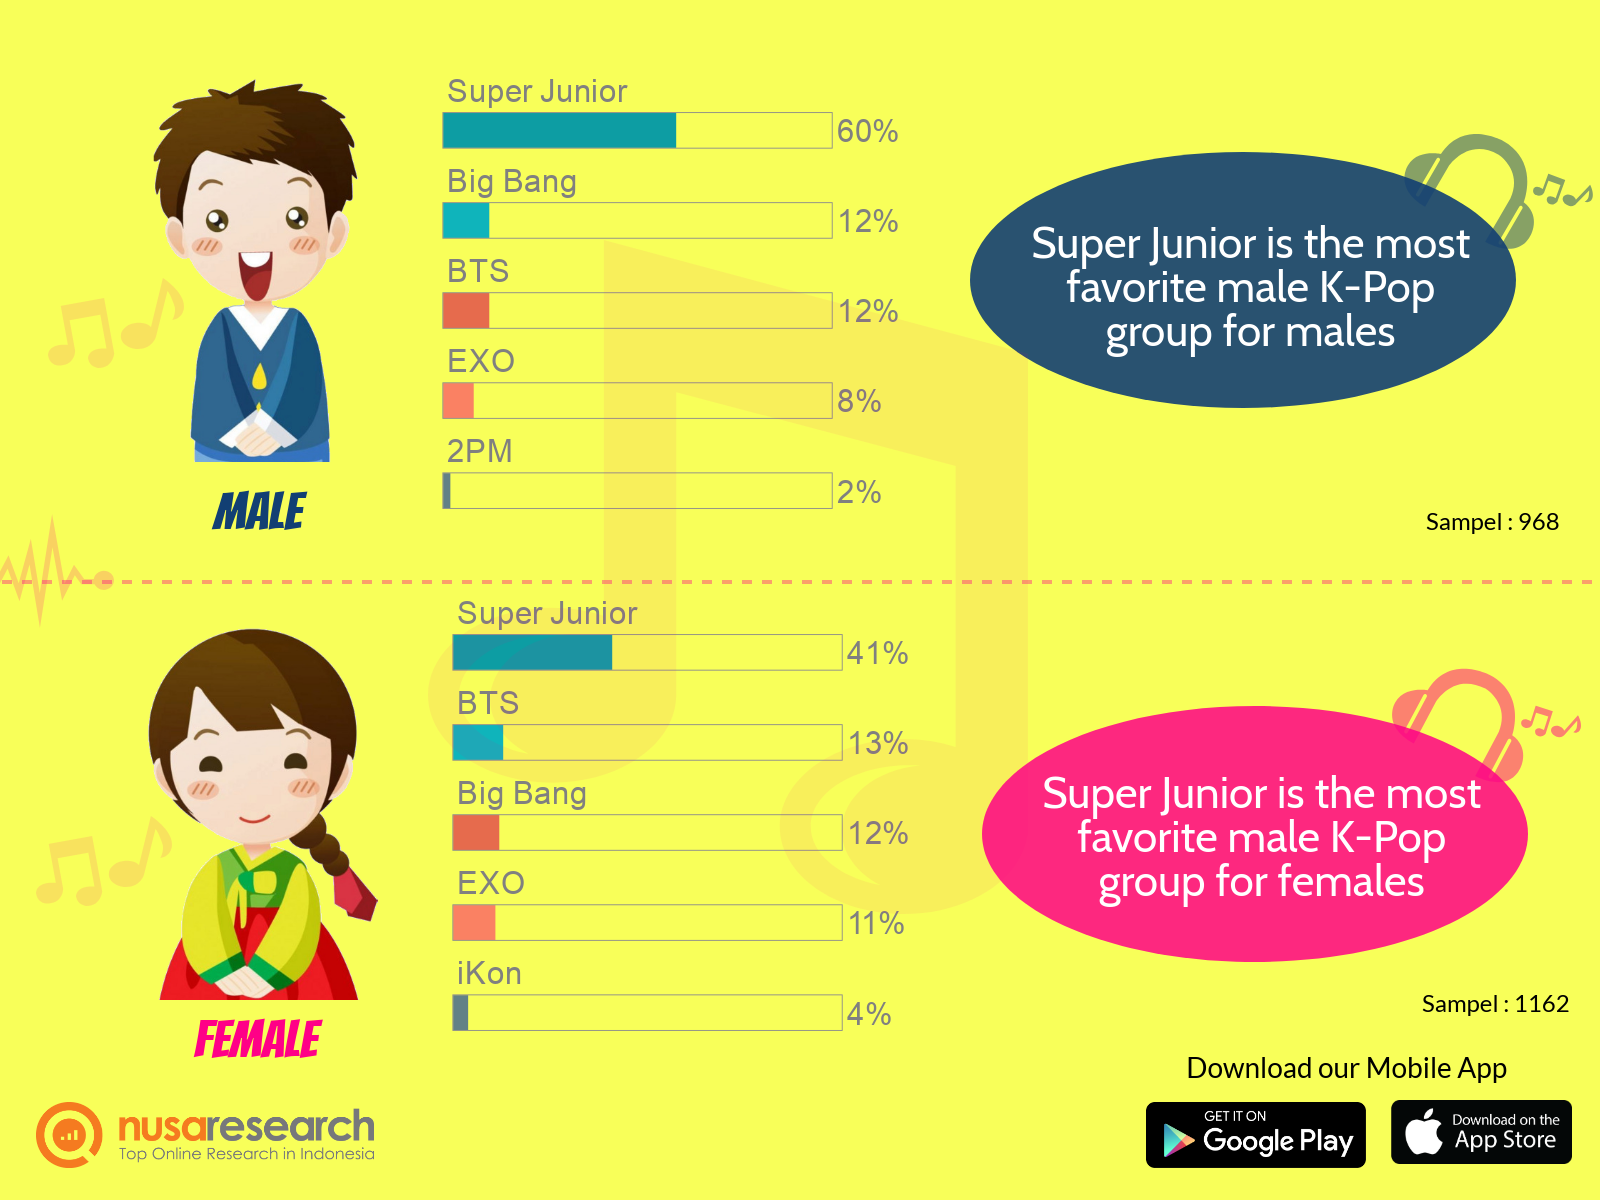 Super Junior
60%
Big Bang
12%
BTS
12%
EXO
8%
2PM
2%
MALE
Super Junior is the most
favorite male K-Pop
group for males
Sampel : 968
Super Junior
41%
BTS
13%
Big Bang
12%
EXO
11%
iKon
4%
FEMALE
Super Junior is the most
favorite male K-Pop
group for females
Sampel : 1162
Download our Mobile App
GET IT ON
Google Play
Download on the
App Store
nusaresearch
Top Online Research in Indonesia